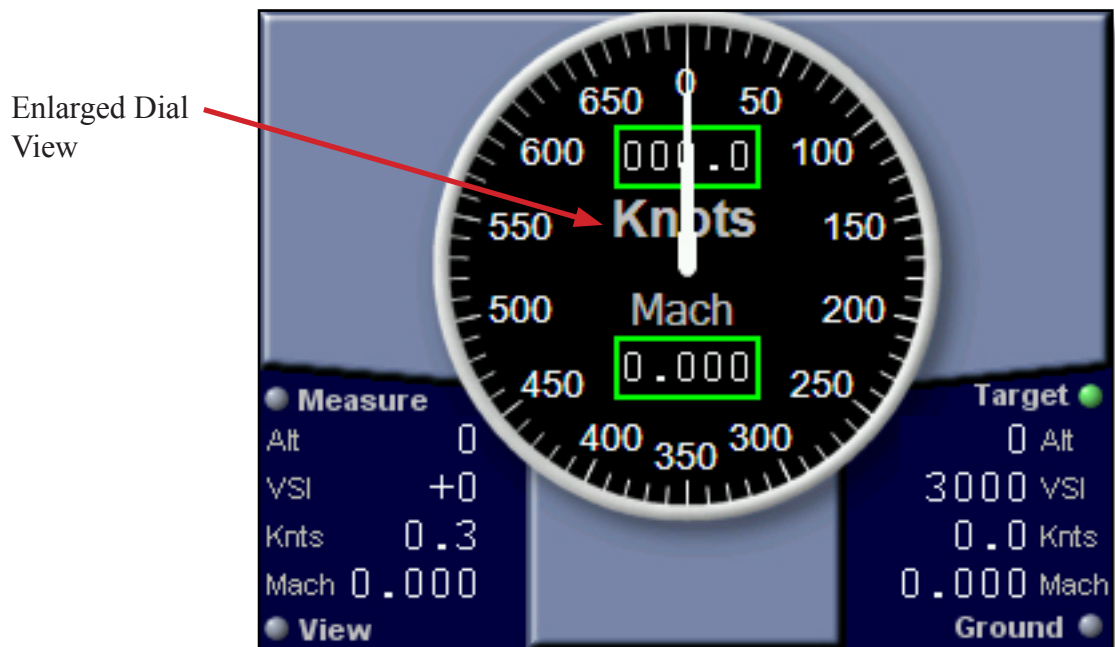 Enlarged Dial
View
0
50
100
150
200
250
300
350
400
450
500
550
600
650
000.0
Knots
Mach
0.000
Measure
Alt 0
VSI +0
Knts 0.3
Mach 0.000
View
Target
0 Alt
3000 VSI
0.0 Knts
0.000 Mach
Ground